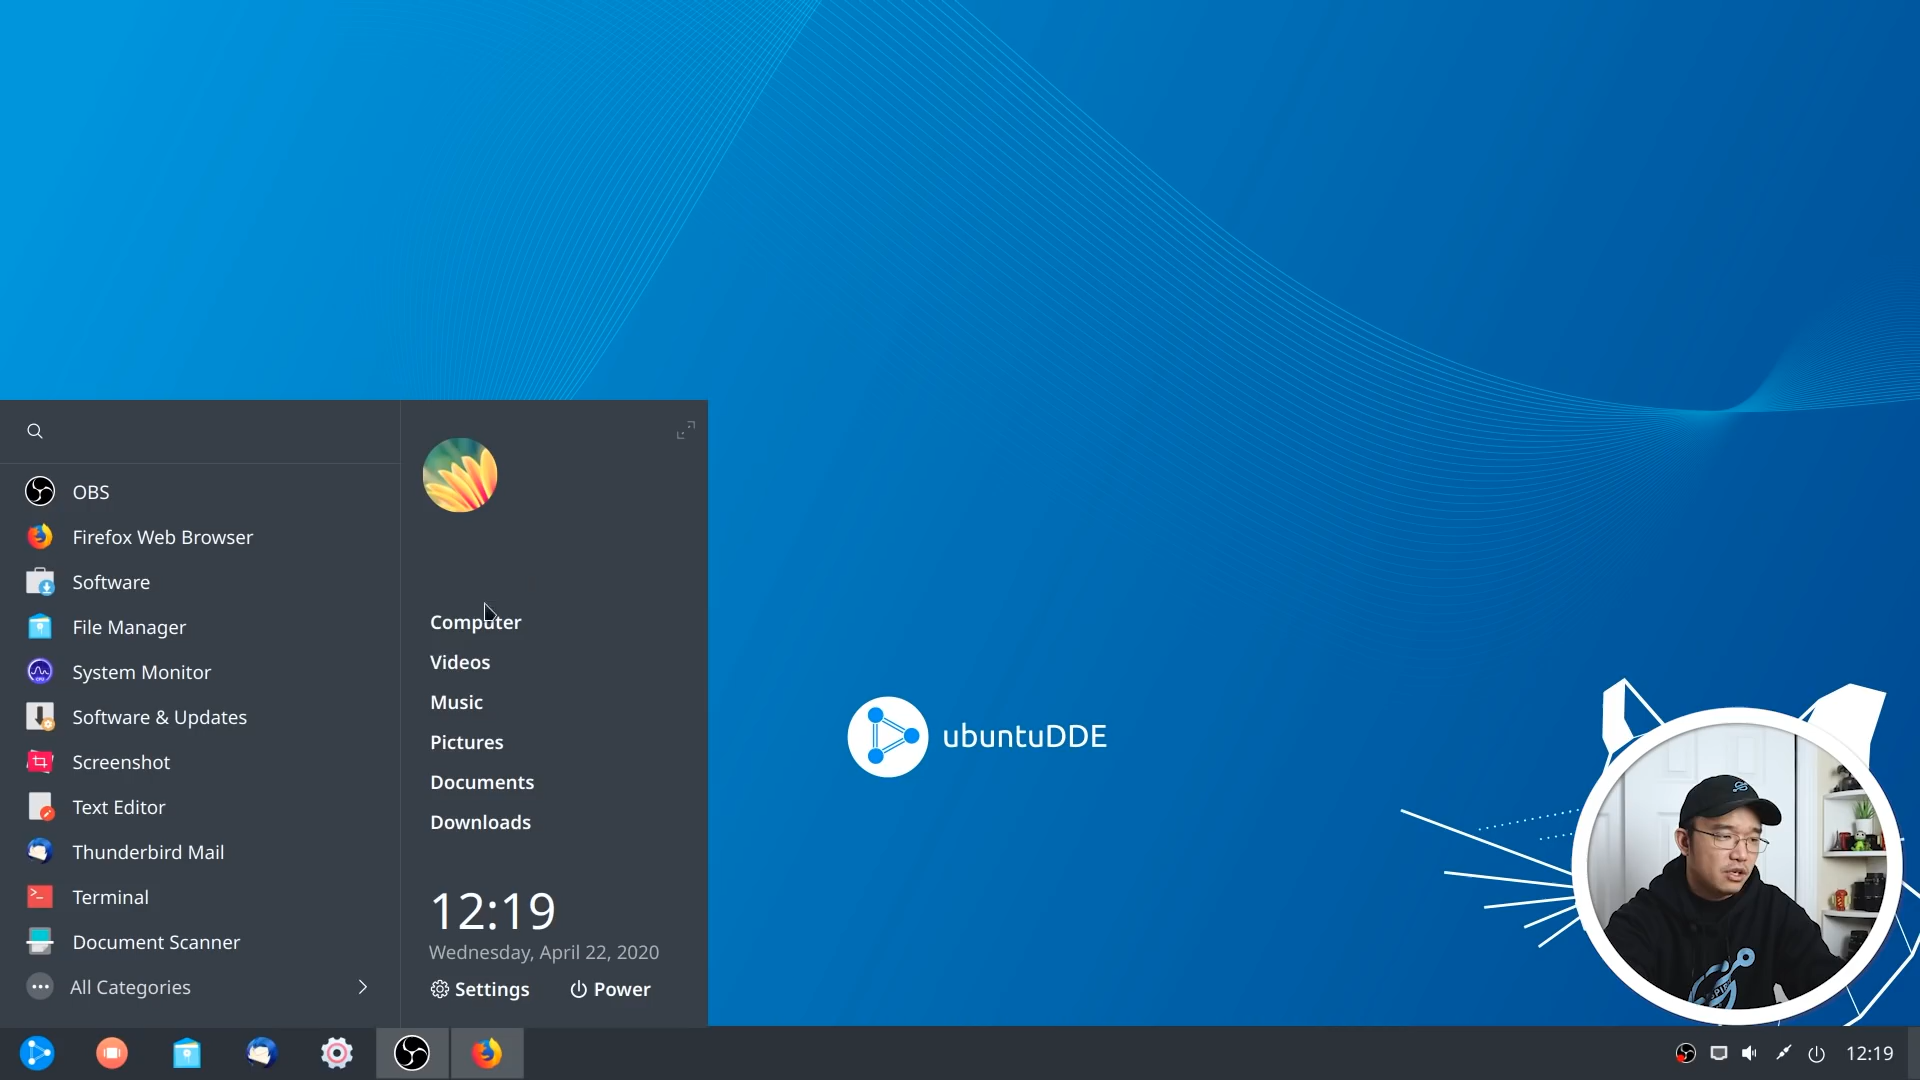 OBS
Firefox Web Browser
Software
File Manager
System Monitor
Software & Updates
Screenshot
Text Editor
Thunderbird Mail
Terminal
Document Scanner
All Categories
Computer
Videos
Music
Pictures
Documents
Downloads
12:19
Wednesday, April 22, 2020
Settings
Power
ubuntuDDE
12:19